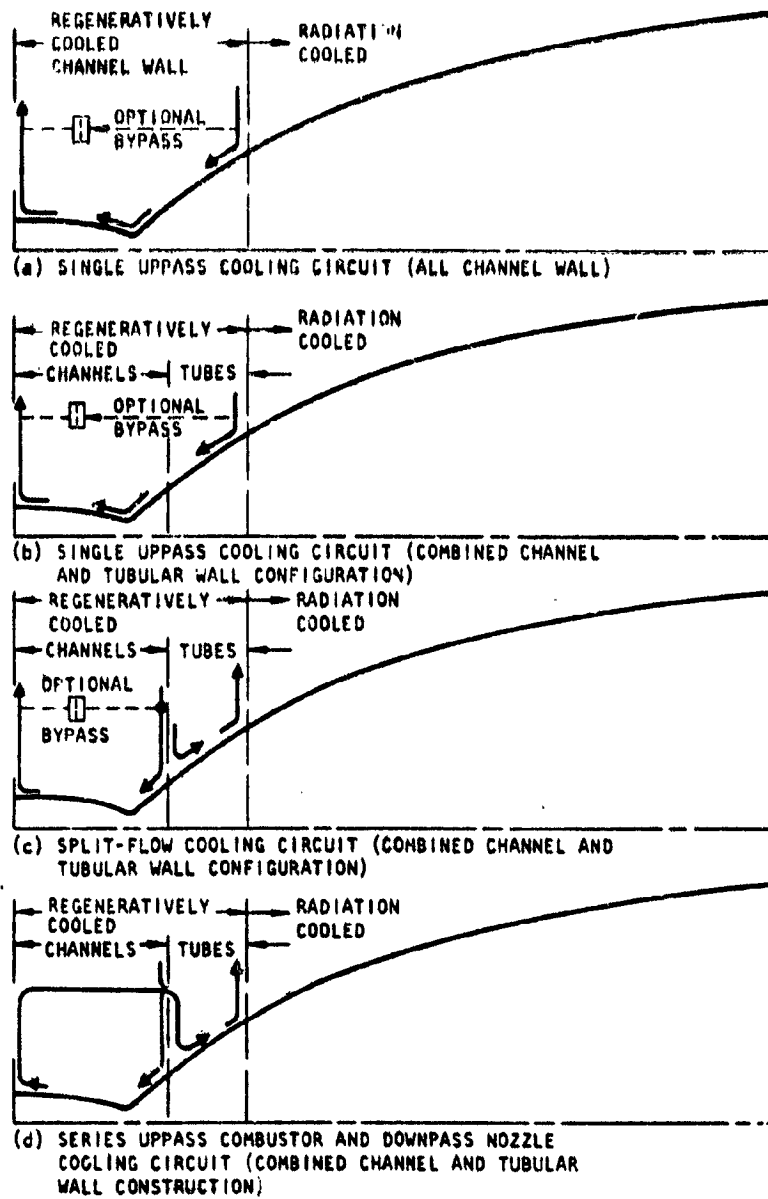 REGENERATIVELY
COOLED
CHANNEL WALL
RADIATION
COOLED
OPTIONAL
BYPASS
(a) SINGLE UPPASS COOLING CIRCUIT (ALL CHANNEL WALL)
REGENERATIVELY
COOLED
RADIATION
COOLED
CHANNELS TUBES
OPTIONAL
BYPASS
(b) SINGLE UPPASS COOLING CIRCUIT (COMBINED CHANNEL
AND TUBULAR WALL CONFIGURATION)
REGENERATIVELY
COOLED
RADIATION
COOLED
CHANNELS TUBES
OPTIONAL
BYPASS
(c) SPLIT-FLOW COOLING CIRCUIT (COMBINED CHANNEL AND
TUBULAR WALL CONFIGURATION)
REGENERATIVELY
COOLED
RADIATION
COOLED
CHANNELS TUBES
(d) SERIES UPPASS COMBUSTOR AND DOWNPASS NOZZLE
COOLING CIRCUIT (COMBINED CHANNEL AND TUBULAR
WALL CONSTRUCTION)